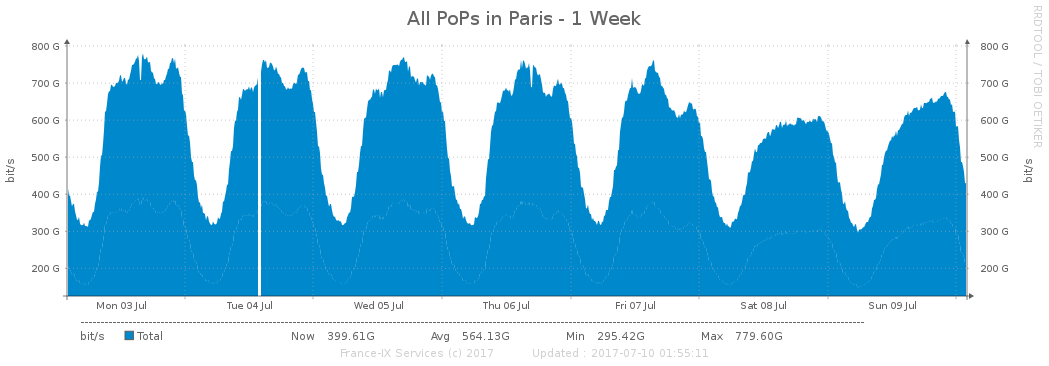 All PoPs in Paris - 1 Week
RRDTOOL / TOBI OETIKER
bit/s
800 G
700 G
600 G
500 G
400 G
300 G
200 G
800 G
700 G
600 G
500 G
400 G
300 G
200 G
bit/s
Mon 03 Jul Tue 04 Jul Wed 05 Jul Thu 06 Jul Fri 07 Jul Sat 08 Jul Sun 09 Jul
bit/s Total Now 399.61G Avg 564.13G Min 295.42G Max 779.60G
France-IX Services (c) 2017 Updated : 2017-07-10 01:55:11